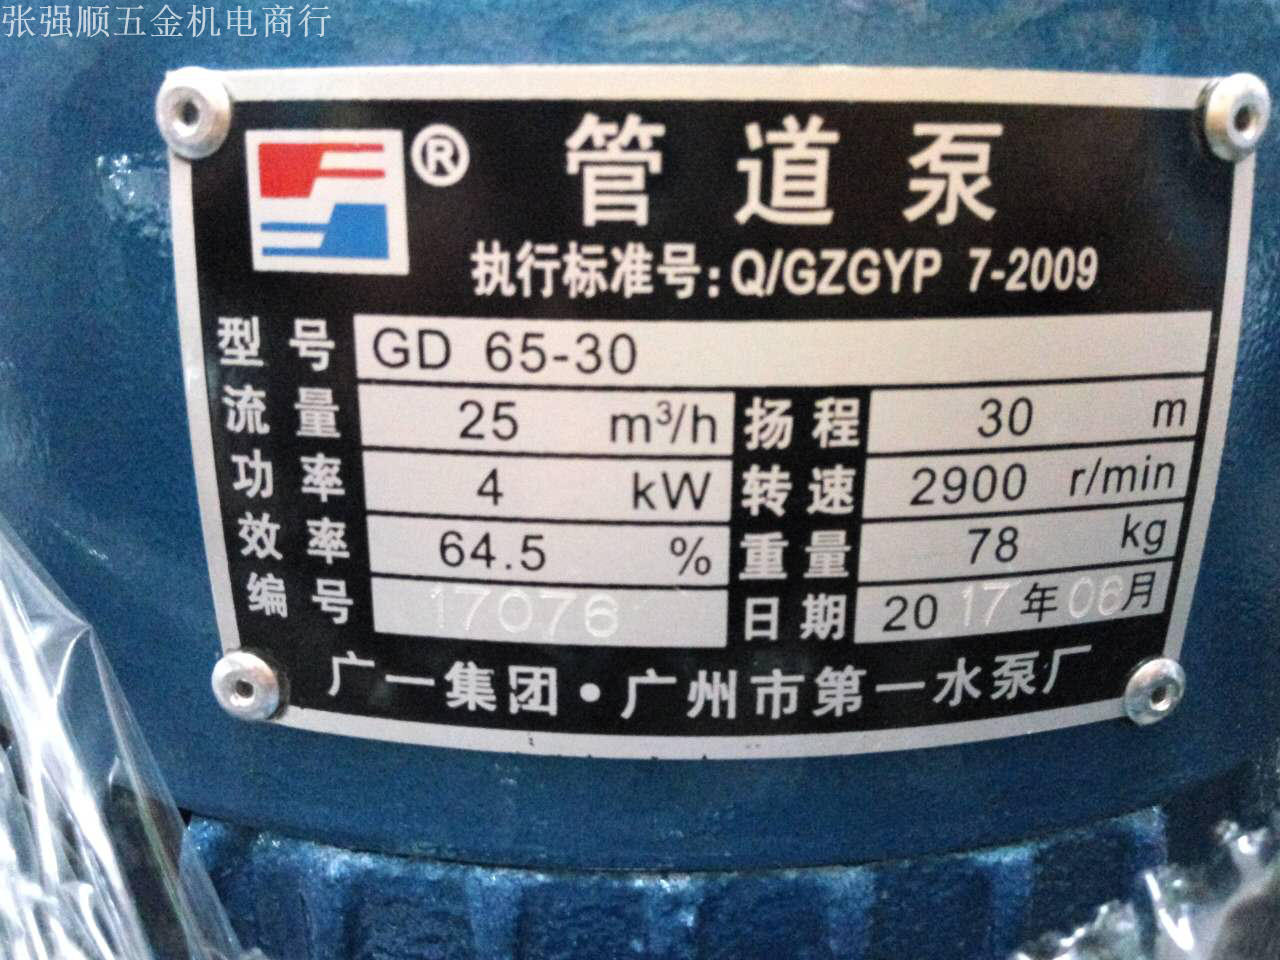 张强顺五金机电商行
® 管道泵
执行标准号:Q/GZGYP 7-2009
型号 GD 65-30
流量 25 m³/h 扬程 30 m
功率 4 kW 转速 2900 r/min
效率 64.5 % 重量 78 kg
编号 17076 日期 2017年06月
广一集团·广州市第一水泵厂